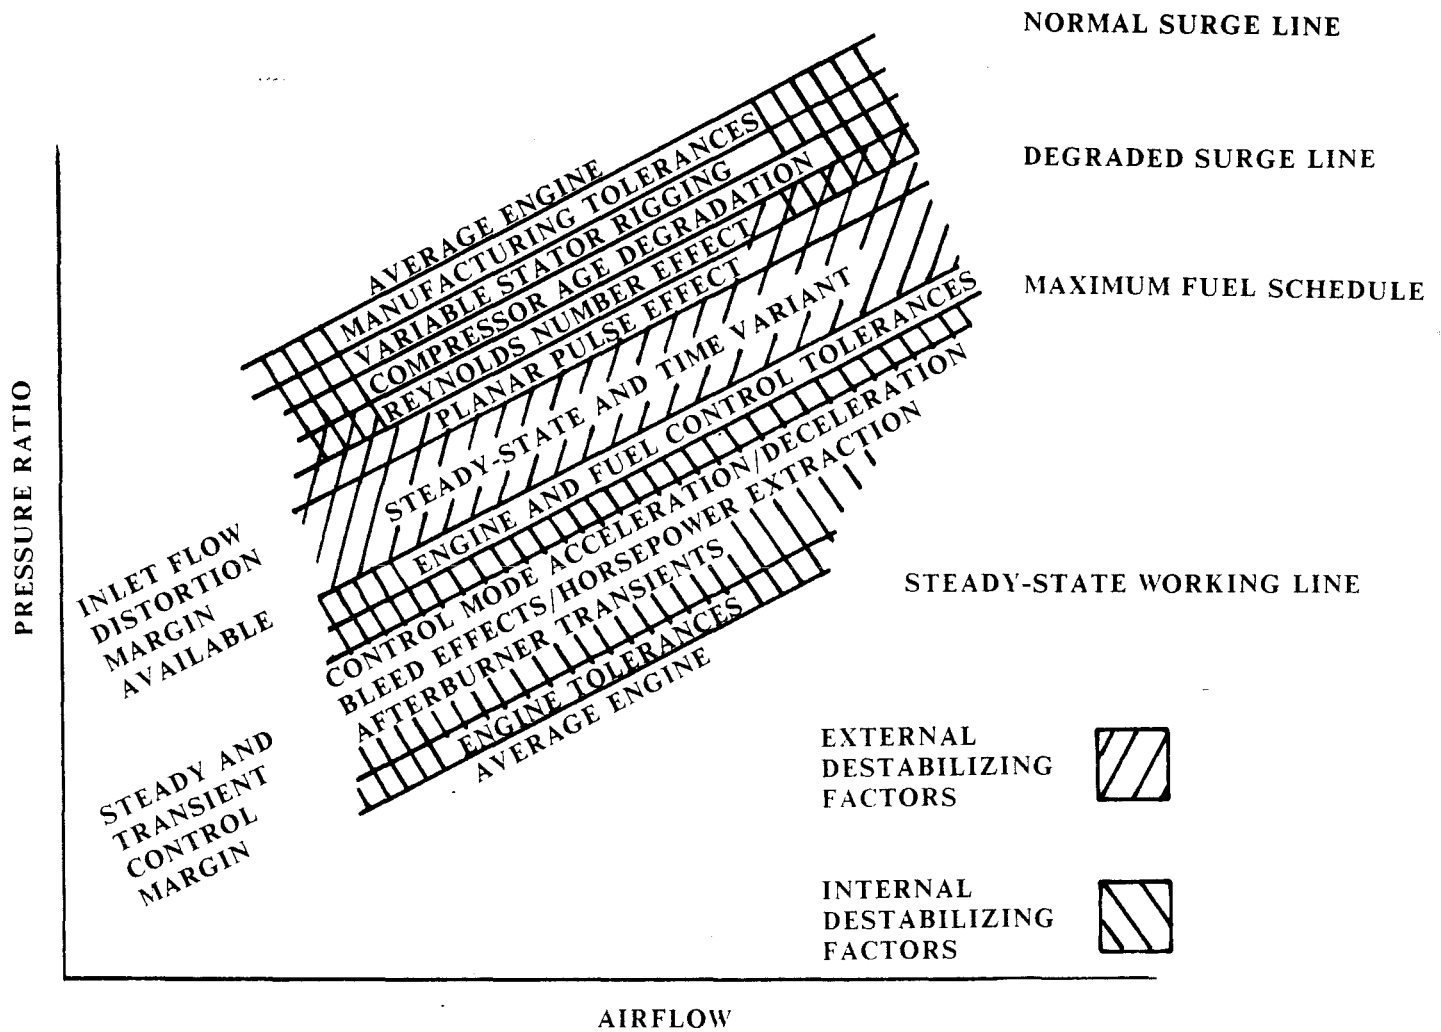 NORMAL SURGE LINE
DEGRADED SURGE LINE
MAXIMUM FUEL SCHEDULE
AVERAGE ENGINE
MANUFACTURING TOLERANCES
VARIABLE STATOR RIGGING
COMPRESSOR AGE DEGRADATION
REYNOLDS NUMBER EFFECT
PLANAR PULSE EFFECT
STEADY-STATE AND TIME VARIANT
ENGINE AND FUEL CONTROL TOLERANCES
CONTROL MODE ACCELERATION/DECELERATION
BLEED EFFECTS/HORSEPOWER EXTRACTION
AFTERBURNER TRANSIENTS
ENGINE TOLERANCES
AVERAGE ENGINE
STEADY-STATE WORKING LINE
PRESSURE RATIO
INLET FLOW
DISTORTION
MARGIN
AVAILABLE
STEADY AND
TRANSIENT
CONTROL
MARGIN
EXTERNAL
DESTABILIZING
FACTORS
INTERNAL
DESTABILIZING
FACTORS
AIRFLOW